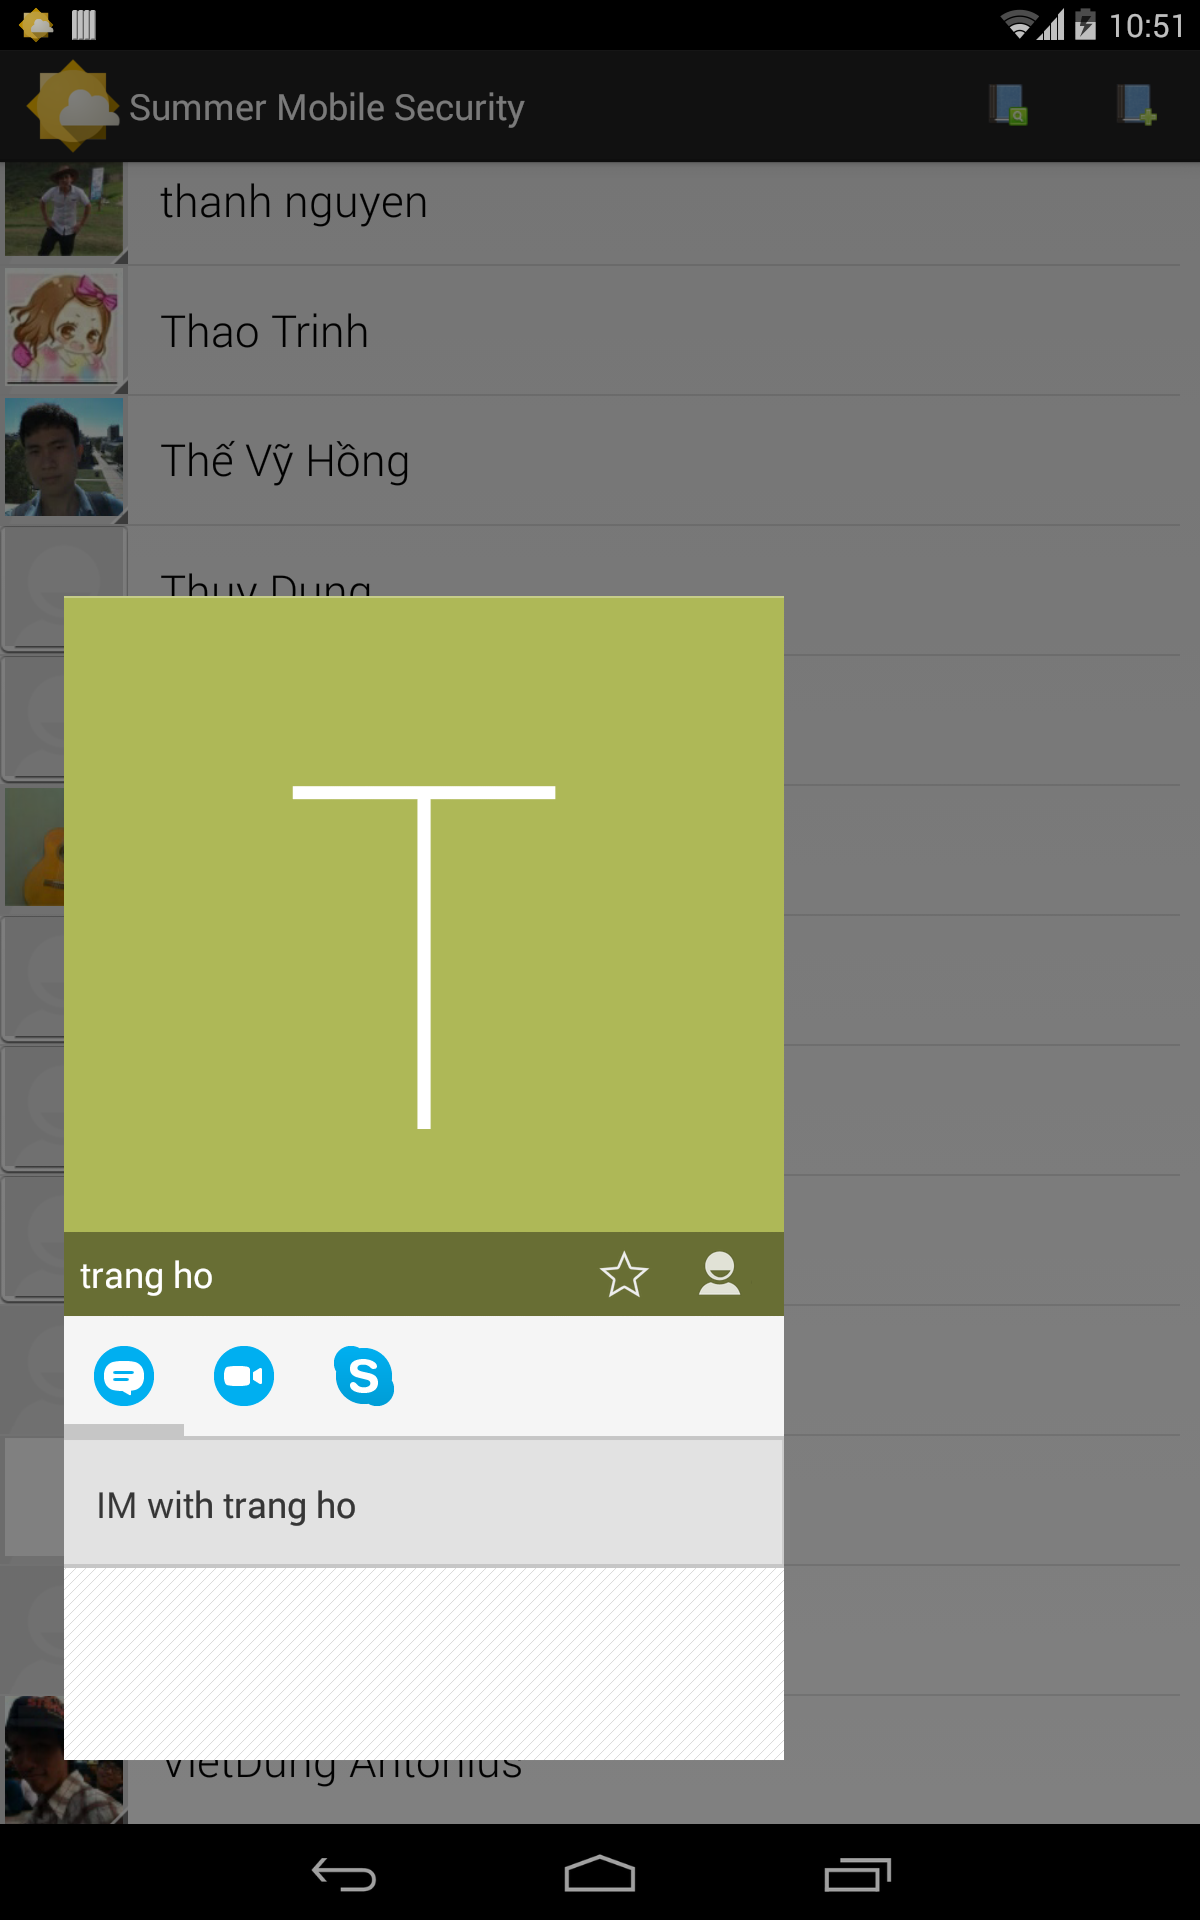 10:51
Summer Mobile Security
thanh nguyen
Thao Trinh
Thế Vỹ Hồng
Thuy Dung
T
trang ho
S
IM with trang ho
VietDung Antonius